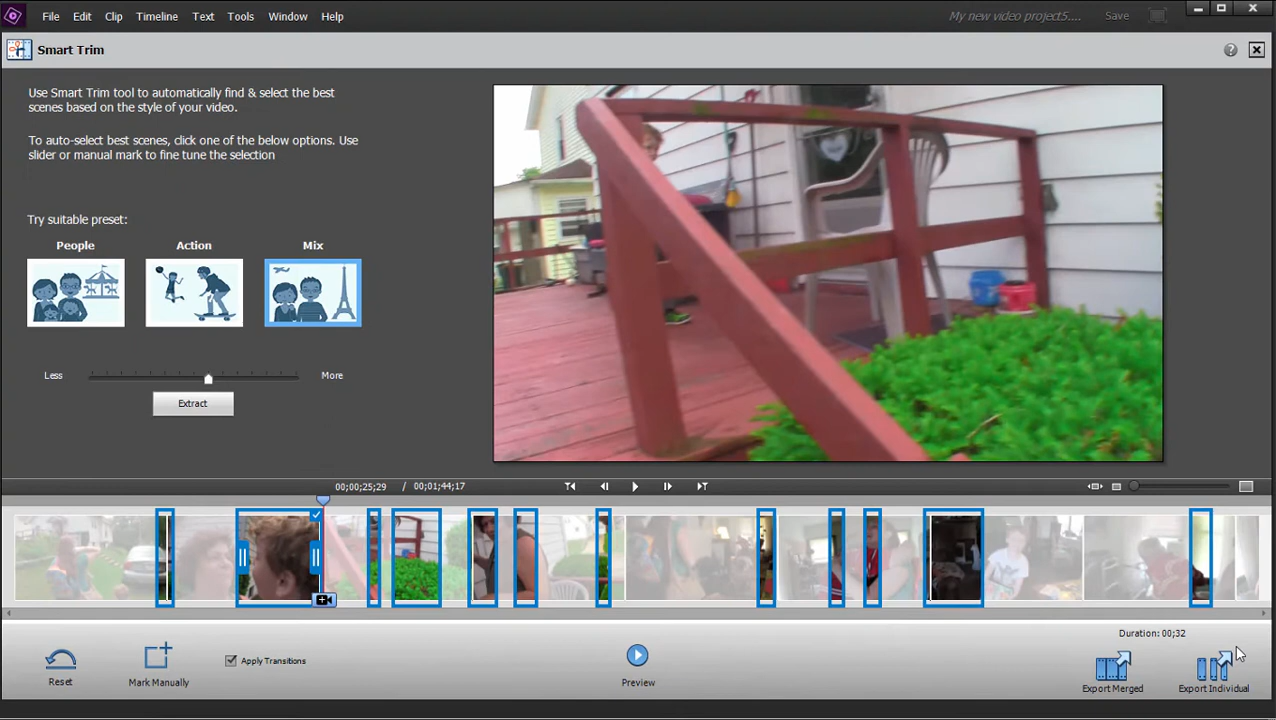 File Edit Clip Timeline Text Tools Window Help My new video project5.... Save
Smart Trim
Use Smart Trim tool to automatically find & select the best
scenes based on the style of your video.
To auto-select best scenes, click one of the below options. Use
slider or manual mark to fine tune the selection
Try suitable preset:
People Action Mix
Less More
Extract
00;00;25;29 / 00;01;44;17
Duration: 00;32
Reset Mark Manually Apply Transitions Preview Export Merged Export Individual